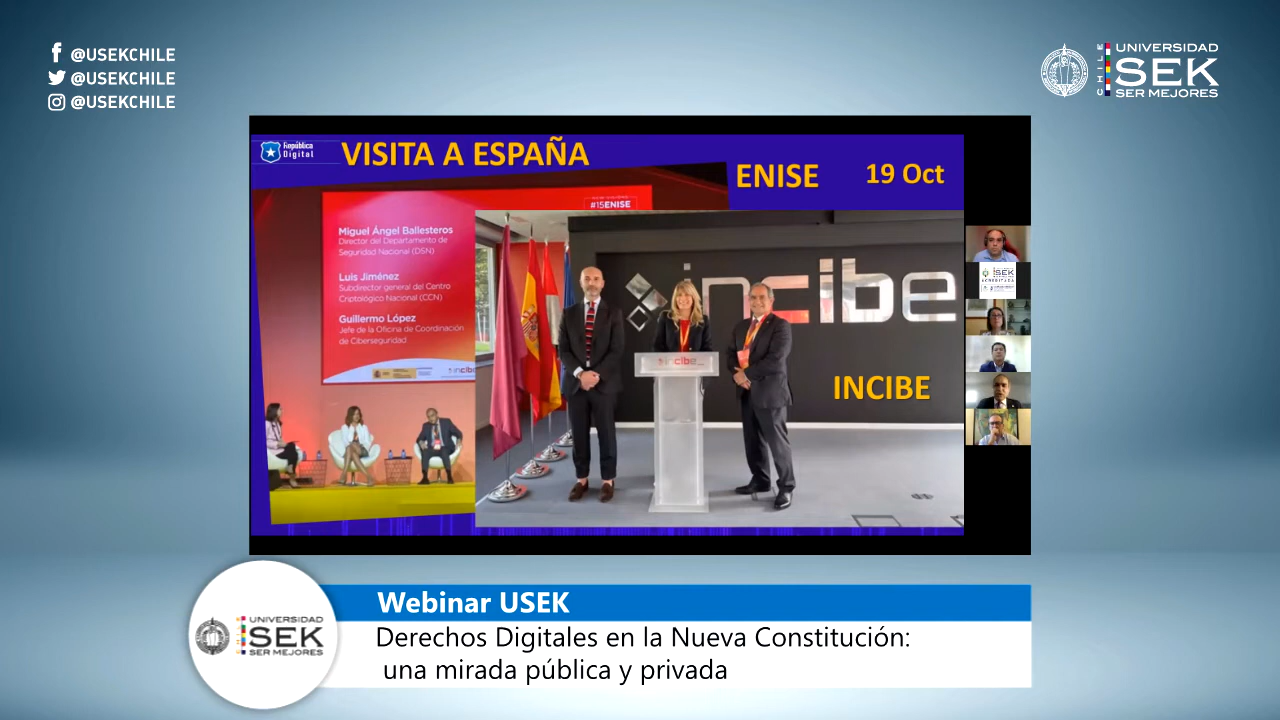 @USEKCHILE
@USEKCHILE
@USEKCHILE
CHILE
UNIVERSIDAD
SEK
SER MEJORES
República
Digital
VISITA A ESPAÑA
ENISE
19 Oct
#15ENISE
Miguel Ángel Ballesteros
Director del Departamento de
Seguridad Nacional (DSN)
Luis Jiménez
Subdirector general del Centro
Criptológico Nacional (CCN)
Guillermo López
Jefe de la Oficina de Coordinación
de Ciberseguridad
incibe
incibe_
INCIBE
SEK
ACREDITADA
UNIVERSIDAD
SEK
SER MEJORES
Webinar USEK
Derechos Digitales en la Nueva Constitución:
una mirada pública y privada